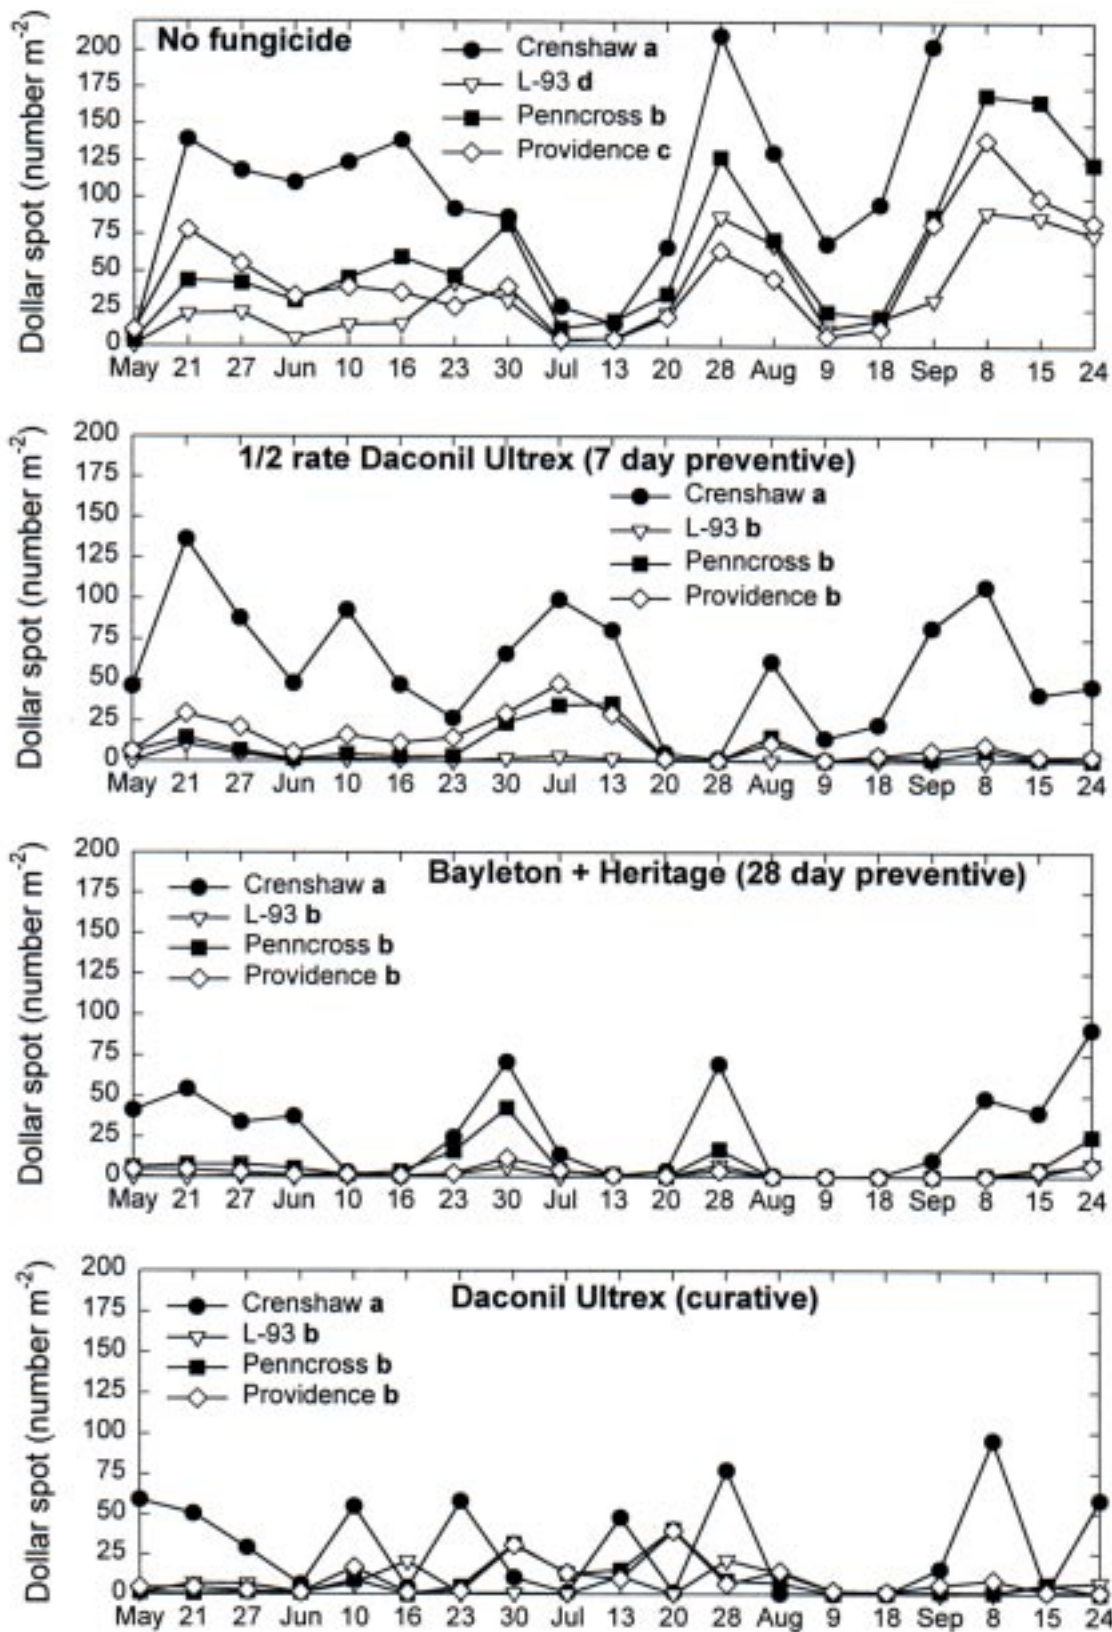 No fungicide
Crenshaw a
L-93 d
Penncross b
Providence c
Dollar spot (number m-2)
200
175
150
125
100
75
50
25
0
May 21 27 Jun 10 16 23 30 Jul 13 20 28 Aug 9 18 Sep 8 15 24
1/2 rate Daconil Ultrex (7 day preventive)
Crenshaw a
L-93 b
Penncross b
Providence b
Dollar spot (number m-2)
200
175
150
125
100
75
50
25
0
May 21 27 Jun 10 16 23 30 Jul 13 20 28 Aug 9 18 Sep 8 15 24
Bayleton + Heritage (28 day preventive)
Crenshaw a
L-93 b
Penncross b
Providence b
Dollar spot (number m-2)
200
175
150
125
100
75
50
25
0
May 21 27 Jun 10 16 23 30 Jul 13 20 28 Aug 9 18 Sep 8 15 24
Daconil Ultrex (curative)
Crenshaw a
L-93 b
Penncross b
Providence b
Dollar spot (number m-2)
200
175
150
125
100
75
50
25
0
May 21 27 Jun 10 16 23 30 Jul 13 20 28 Aug 9 18 Sep 8 15 24